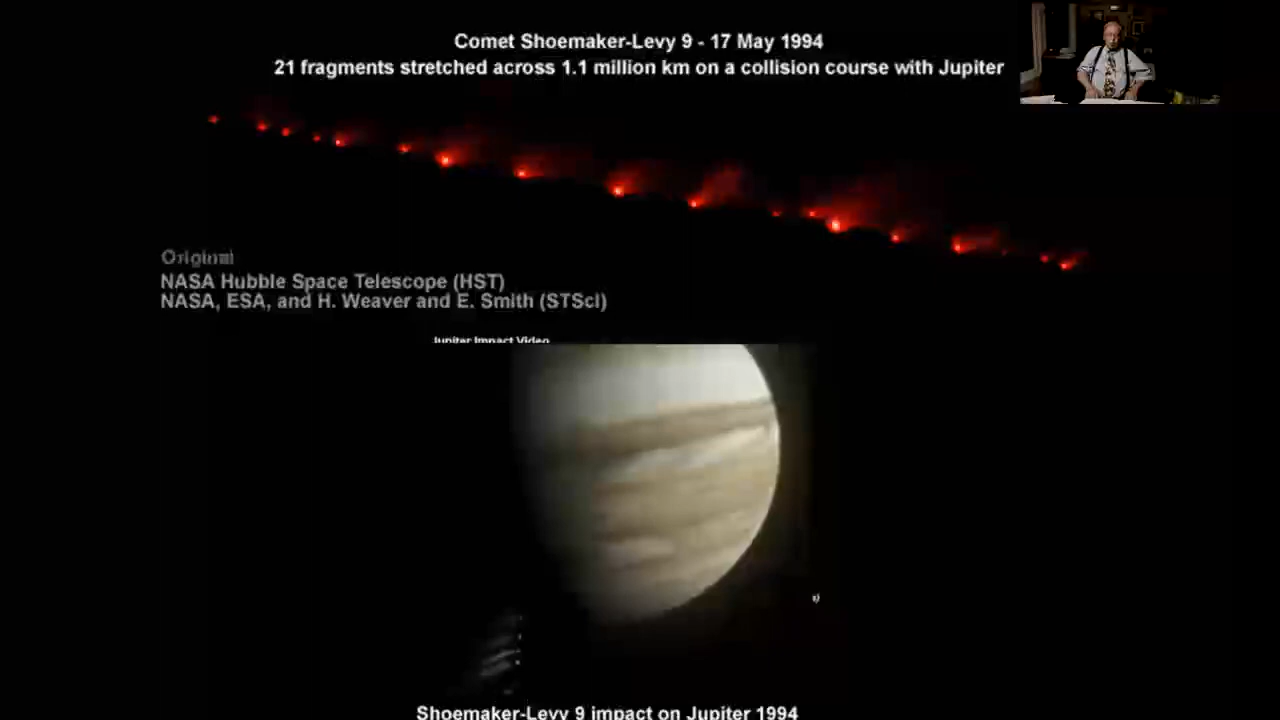 Comet Shoemaker-Levy 9 - 17 May 1994
21 fragments stretched across 1.1 million km on a collision course with Jupiter
Original
NASA Hubble Space Telescope (HST)
NASA, ESA, and H. Weaver and E. Smith (STScI)
Jupiter Impact Video
Shoemaker-Levy 9 impact on Jupiter 1994